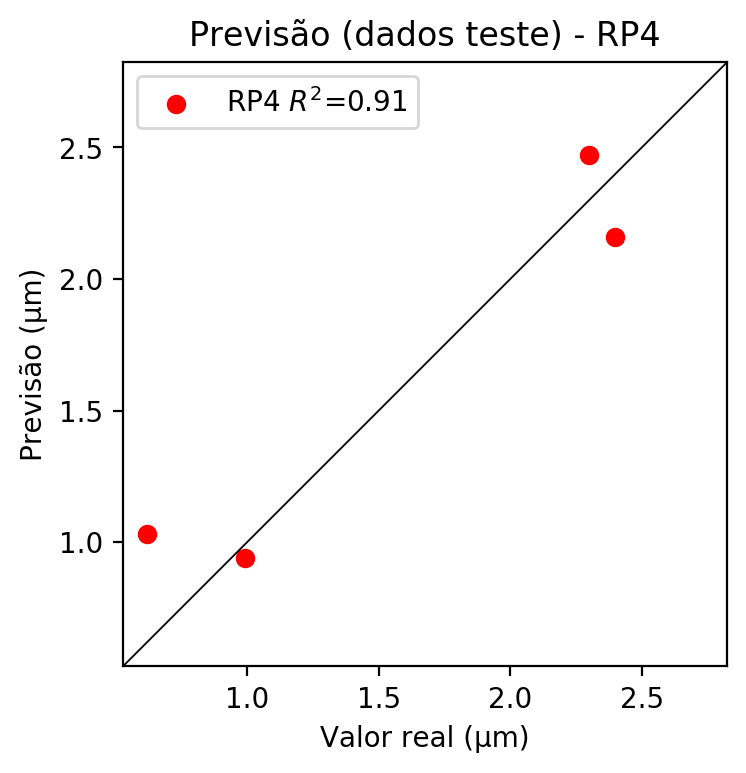 Previsão (dados teste) - RP4
RP4 R²=0.91
Previsão (µm)
2.5
2.0
1.5
1.0
1.0 1.5 2.0 2.5
Valor real (µm)